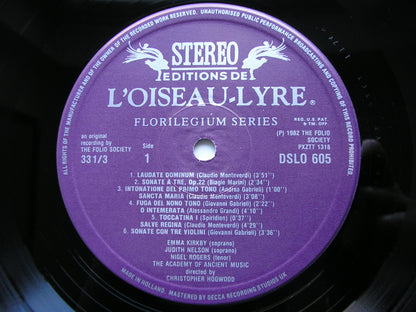 ALL RIGHTS OF THE MANUFACTURER AND OF THE OWNER OF THE RECORDED WORK RESERVED. UNAUTHORISED PUBLIC PERFORMANCE BROADCASTING AND COPYING OF THIS RECORD PROHIBITED.
STEREO
EDITIONS DE
L'OISEAU-LYRE®
FLORILEGIUM SERIES
REG. U.S. PAT
& TM. OFF.
an original
recording by
THE FOLIO SOCIETY
33 1/3
Side
1
(P) 1982 THE FOLIO
SOCIETY
PXZTT 1316
DSLO 605
1. LAUDATE DOMINUM (Claudio Monteverdi) (3'51")
2. SONATE A TRE, Op.22 (Biagio Marini) (2'34")
3. INTONATIONE DEL PRIMO TONO (Andrea Gabrieli) (1'00")
SANCTA MARIA (Claudio Monteverdi)
4. FUGA DEL NONO TONO (Giovanni Gabrieli) (6'22")
O INTEMERATA (Alessandro Grandi) (4'10")
5. TOCCATINA I (Spiridion) (0'37")
SALVE REGINA (Claudio Monteverdi) (4'29")
6. SONATE CON TRE VIOLINI (Giovanni Gabrieli) (3'36")
EMMA KIRKBY (soprano)
JUDITH NELSON (soprano)
NIGEL ROGERS (tenor)
THE ACADEMY OF ANCIENT MUSIC
directed by
CHRISTOPHER HOGWOOD
MADE IN HOLLAND. MASTERED BY DECCA RECORDING STUDIOS UK